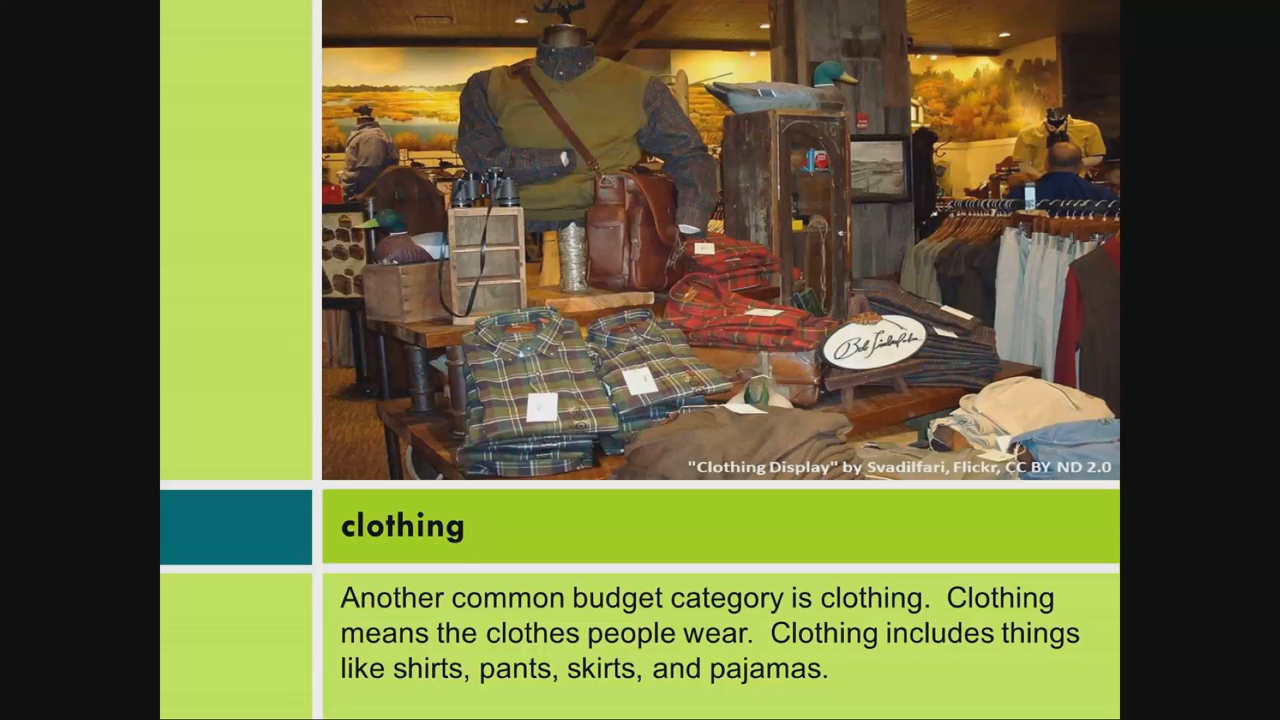 "Clothing Display" by Svadilfari, Flickr, CC BY ND 2.0
clothing
Another common budget category is clothing.  Clothing
means the clothes people wear.  Clothing includes things
like shirts, pants, skirts, and pajamas.